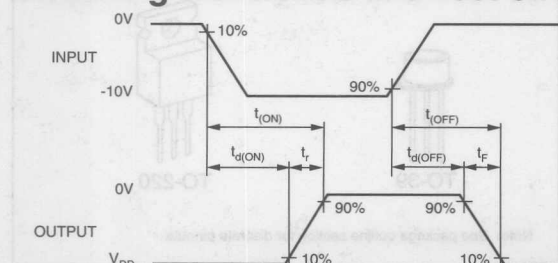 0V
10%
INPUT
90%
-10V
t(ON)
t(OFF)
td(ON)
tr
td(OFF)
tF
0V
TO-39
TO-220
90%
90%
OUTPUT
VDD
10%
10%